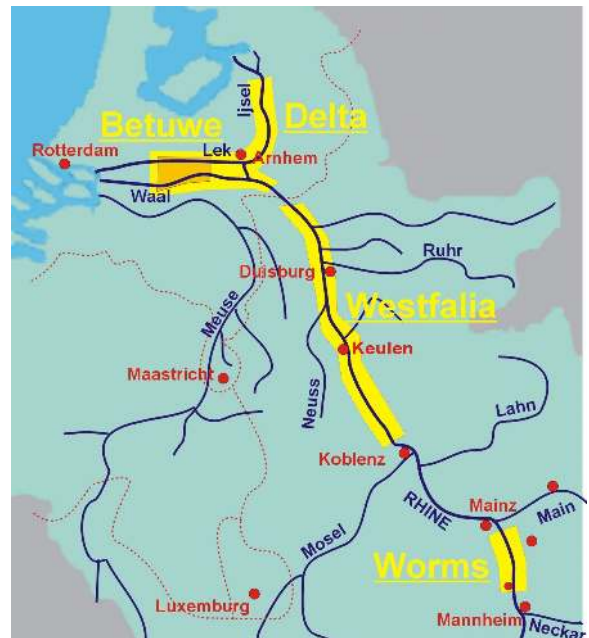 Ijsel
Delta
Betuwe
Rotterdam
Lek
Arnhem
Waal
Ruhr
Duisburg
Meuse
Westfalia
Keulen
Maastricht
Neuss
Lahn
Koblenz
RHINE
Mainz
Main
Mosel
Worms
Luxemburg
Mannheim
Neckar